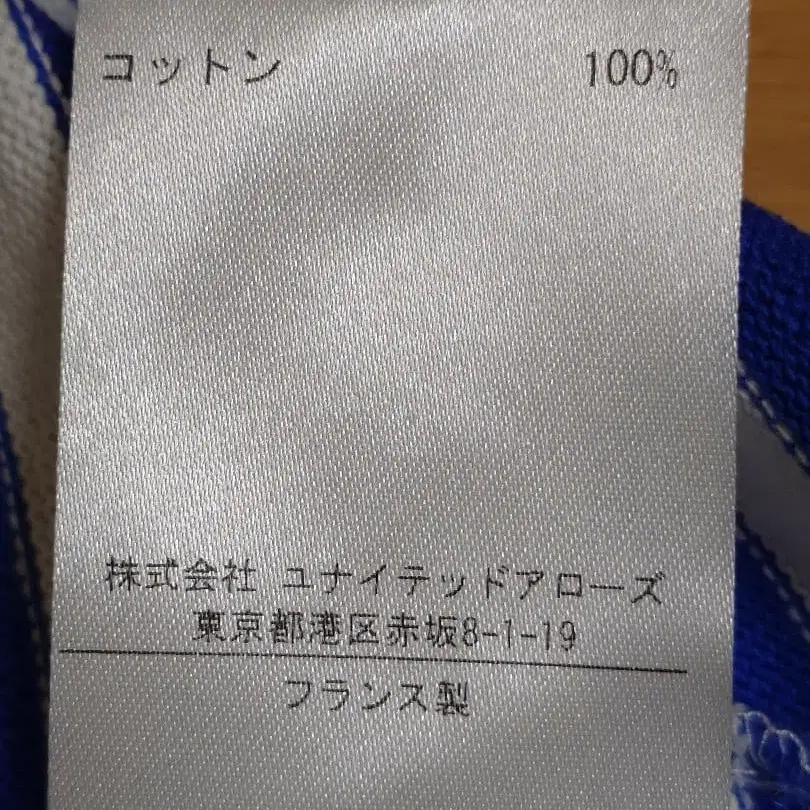 コットン 100%
株式会社 ユナイテッドアローズ
東京都港区赤坂8-1-19
フランス製